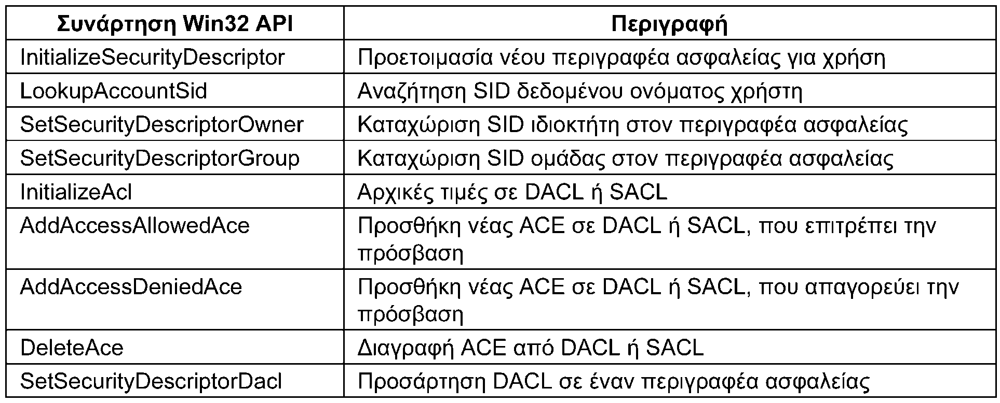 Συνάρτηση Win32 API Περιγραφή
InitializeSecurityDescriptor Προετοιμασία νέου περιγραφέα ασφαλείας για χρήση
LookupAccountSid Αναζήτηση SID δεδομένου ονόματος χρήστη
SetSecurityDescriptorOwner Καταχώριση SID ιδιοκτήτη στον περιγραφέα ασφαλείας
SetSecurityDescriptorGroup Καταχώριση SID ομάδας στον περιγραφέα ασφαλείας
InitializeAcl Αρχικές τιμές σε DACL ή SACL
AddAccessAllowedAce Προσθήκη νέας ACE σε DACL ή SACL, που επιτρέπει την
πρόσβαση
AddAccessDeniedAce Προσθήκη νέας ACE σε DACL ή SACL, που απαγορεύει την
πρόσβαση
DeleteAce Διαγραφή ACE από DACL ή SACL
SetSecurityDescriptorDacl Προσάρτηση DACL σε έναν περιγραφέα ασφαλείας